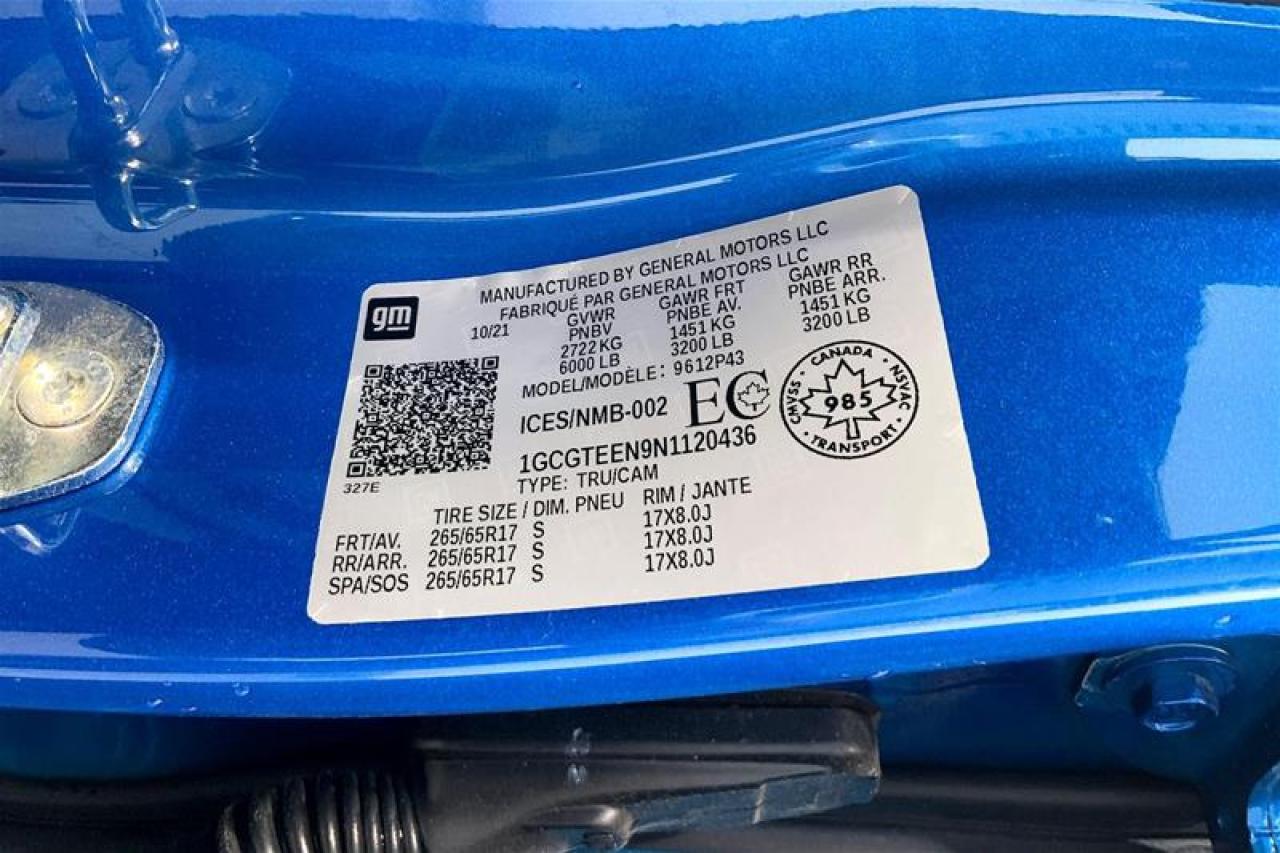 MANUFACTURED BY GENERAL MOTORS LLC
FABRIQUÉ PAR GENERAL MOTORS LLC
gm
10/21
GVWR GAWR FRT GAWR RR
PNBV PNBE AV. PNBE ARR.
2722 KG 1451 KG 1451 KG
6000 LB 3200 LB 3200 LB
MODEL/MODÈLE: 9612P43
ICES/NMB-002 EC
CANADA
CMVSS 985 NSVAC
TRANSPORT
1GCGTEEN9N1120436
327E
TYPE: TRU/CAM
TIRE SIZE / DIM. PNEU RIM / JANTE
FRT/AV. 265/65R17 S 17X8.0J
RR/ARR. 265/65R17 S 17X8.0J
SPA/SOS 265/65R17 S 17X8.0J